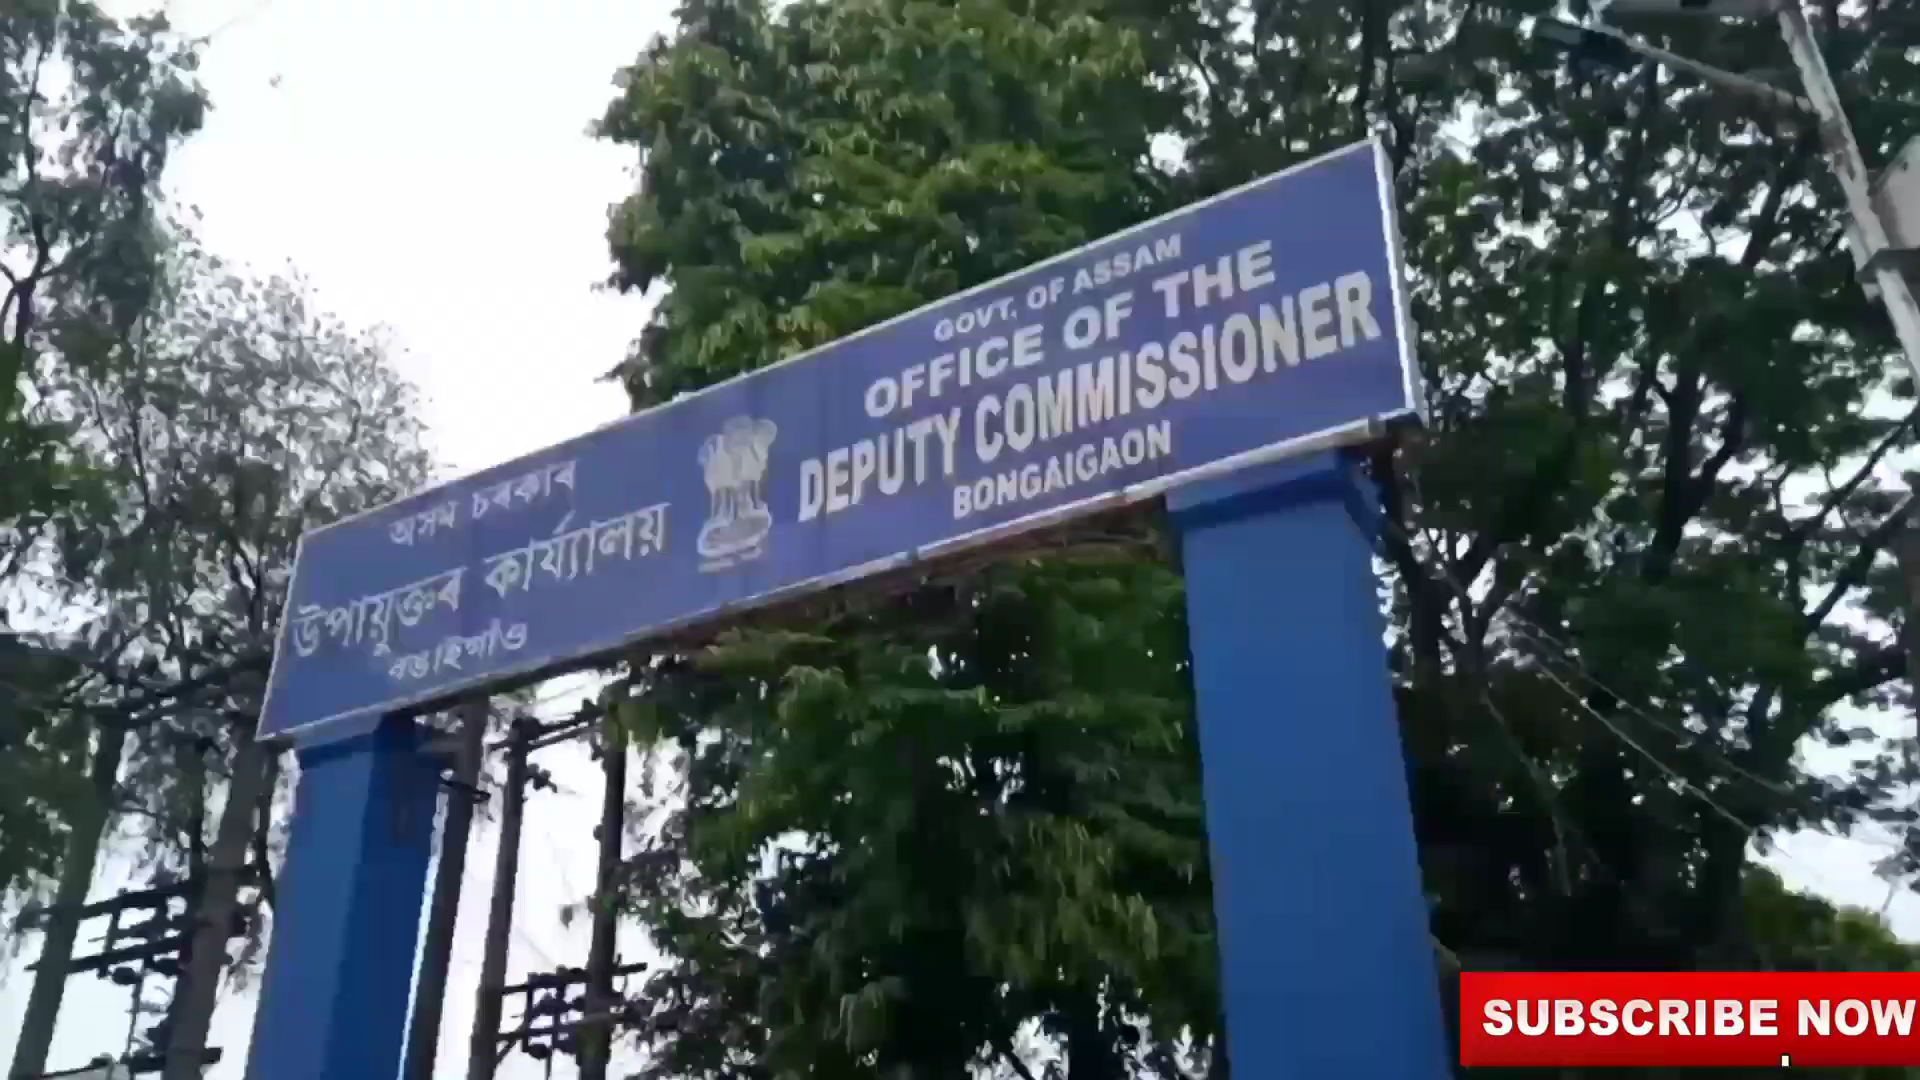 অসম চৰকাৰ
উপায়ুক্তৰ কাৰ্য্যালয়
বঙাইগাঁও
GOVT. OF ASSAM
OFFICE OF THE
DEPUTY COMMISSIONER
BONGAIGAON
SUBSCRIBE NOW